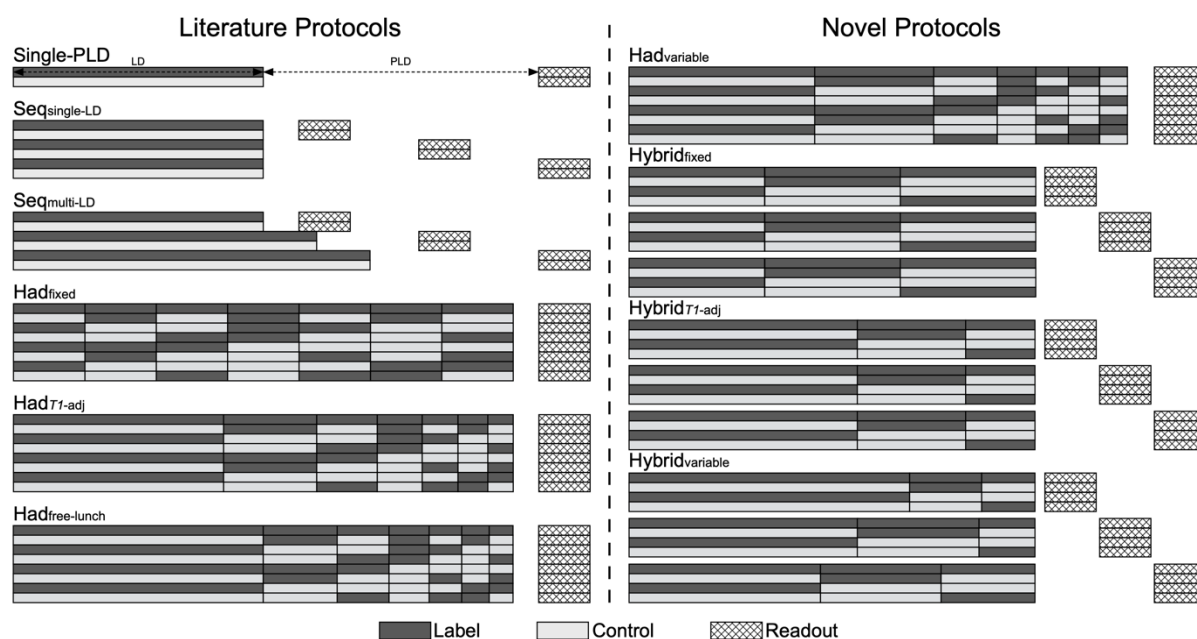 Literature Protocols
Single-PLD
LD
PLD
Seqsingle-LD
Seqmulti-LD
Hadfixed
HadT1-adj
Hadfree-lunch
Novel Protocols
Hadvariable
Hybridfixed
HybridT1-adj
Hybridvariable
Label
Control
Readout